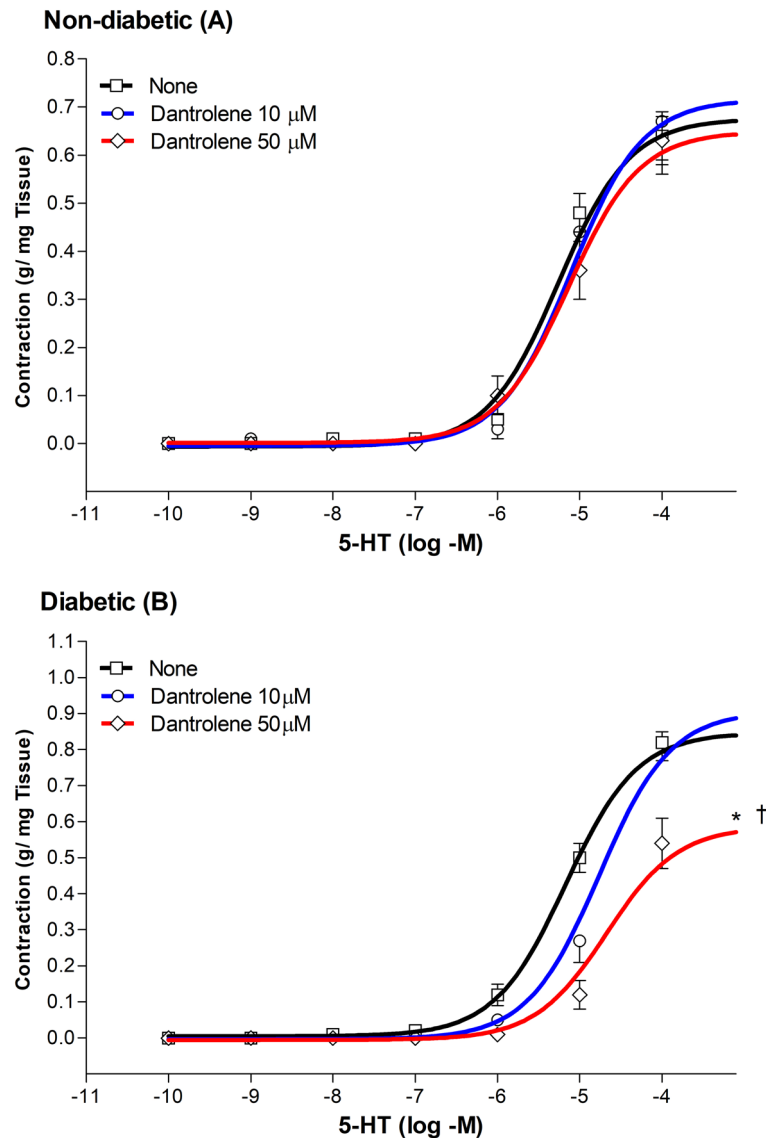 Non-diabetic (A)
0.8
0.7
0.6
0.5
0.4
0.3
0.2
0.1
0.0
Contraction (g/ mg Tissue)
None
Dantrolene 10 μM
Dantrolene 50 μM
-11 -10 -9 -8 -7 -6 -5 -4
5-HT (log -M)
Diabetic (B)
1.1
1.0
0.9
0.8
0.7
0.6
0.5
0.4
0.3
0.2
0.1
0.0
Contraction (g/ mg Tissue)
None
Dantrolene 10μM
Dantrolene 50μM
* †
-11 -10 -9 -8 -7 -6 -5 -4
5-HT (log -M)